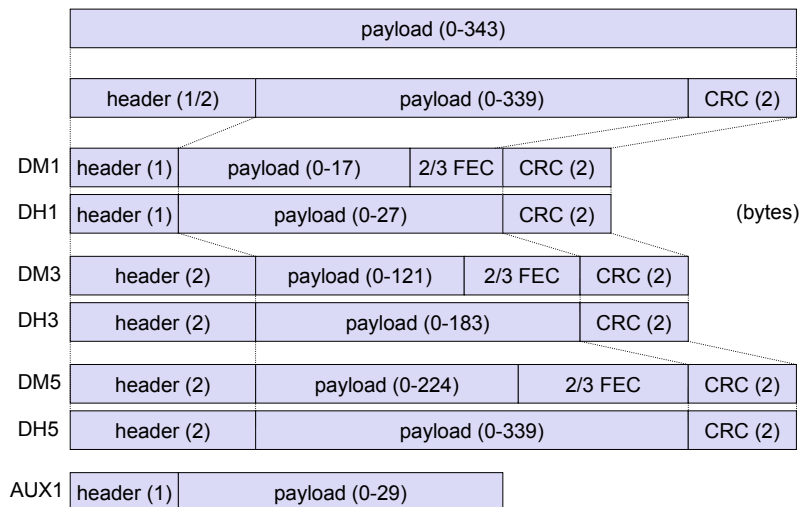 payload (0-343)
header (1/2) payload (0-339) CRC (2)
DM1 header (1) payload (0-17) 2/3 FEC CRC (2)
DH1 header (1) payload (0-27) CRC (2) (bytes)
DM3 header (2) payload (0-121) 2/3 FEC CRC (2)
DH3 header (2) payload (0-183) CRC (2)
DM5 header (2) payload (0-224) 2/3 FEC CRC (2)
DH5 header (2) payload (0-339) CRC (2)
AUX1 header (1) payload (0-29)